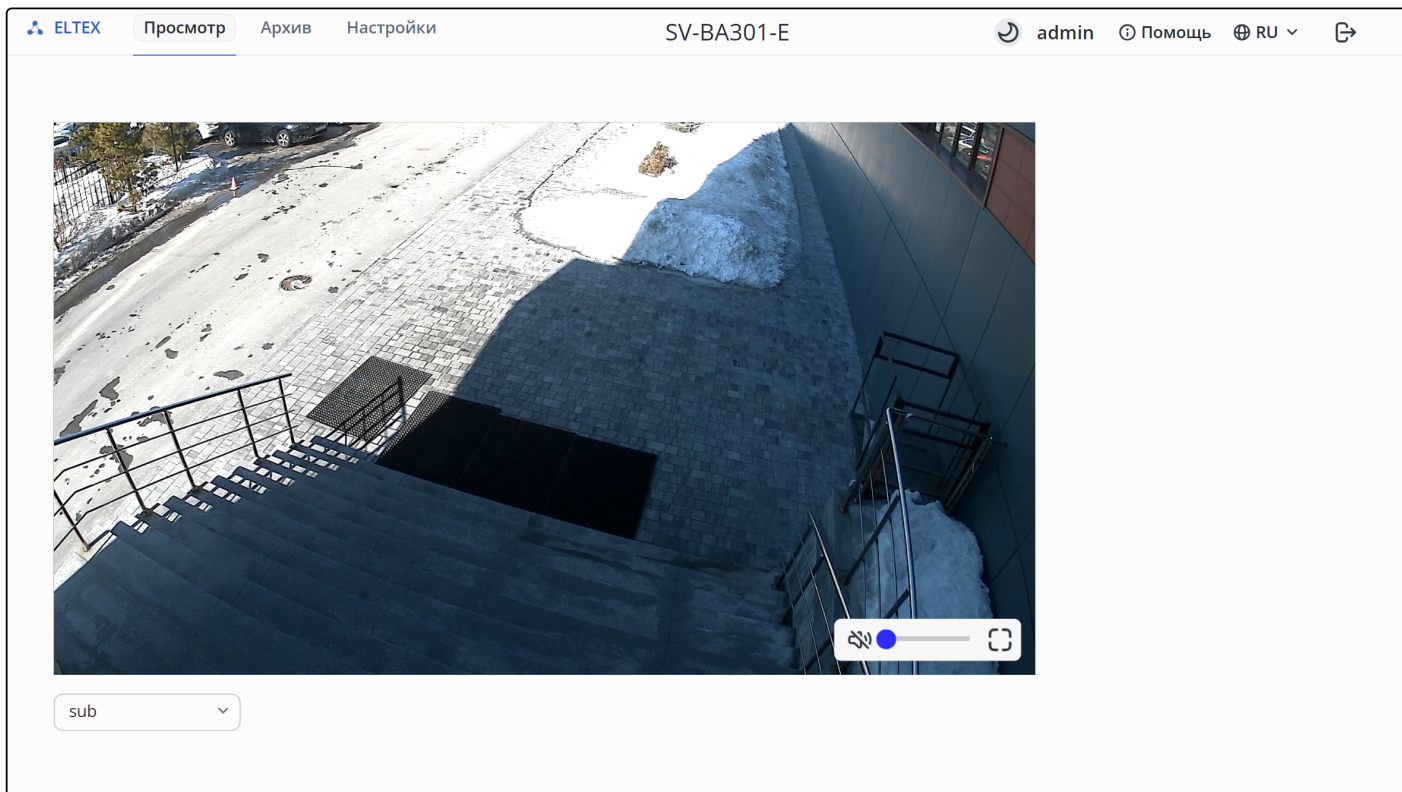 ELTEX Просмотр Архив Настройки SV-BA301-E admin Помощь RU
sub